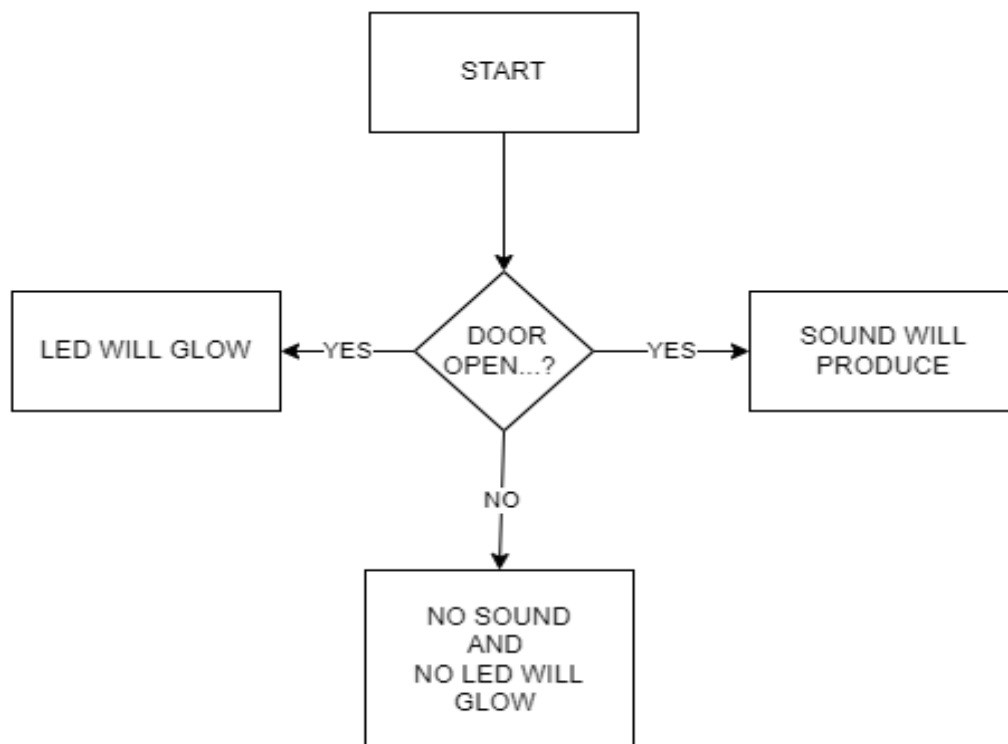 START
DOOR
OPEN...?
LED WILL GLOW
YES
YES
SOUND WILL
PRODUCE
NO
NO SOUND
AND
NO LED WILL
GLOW